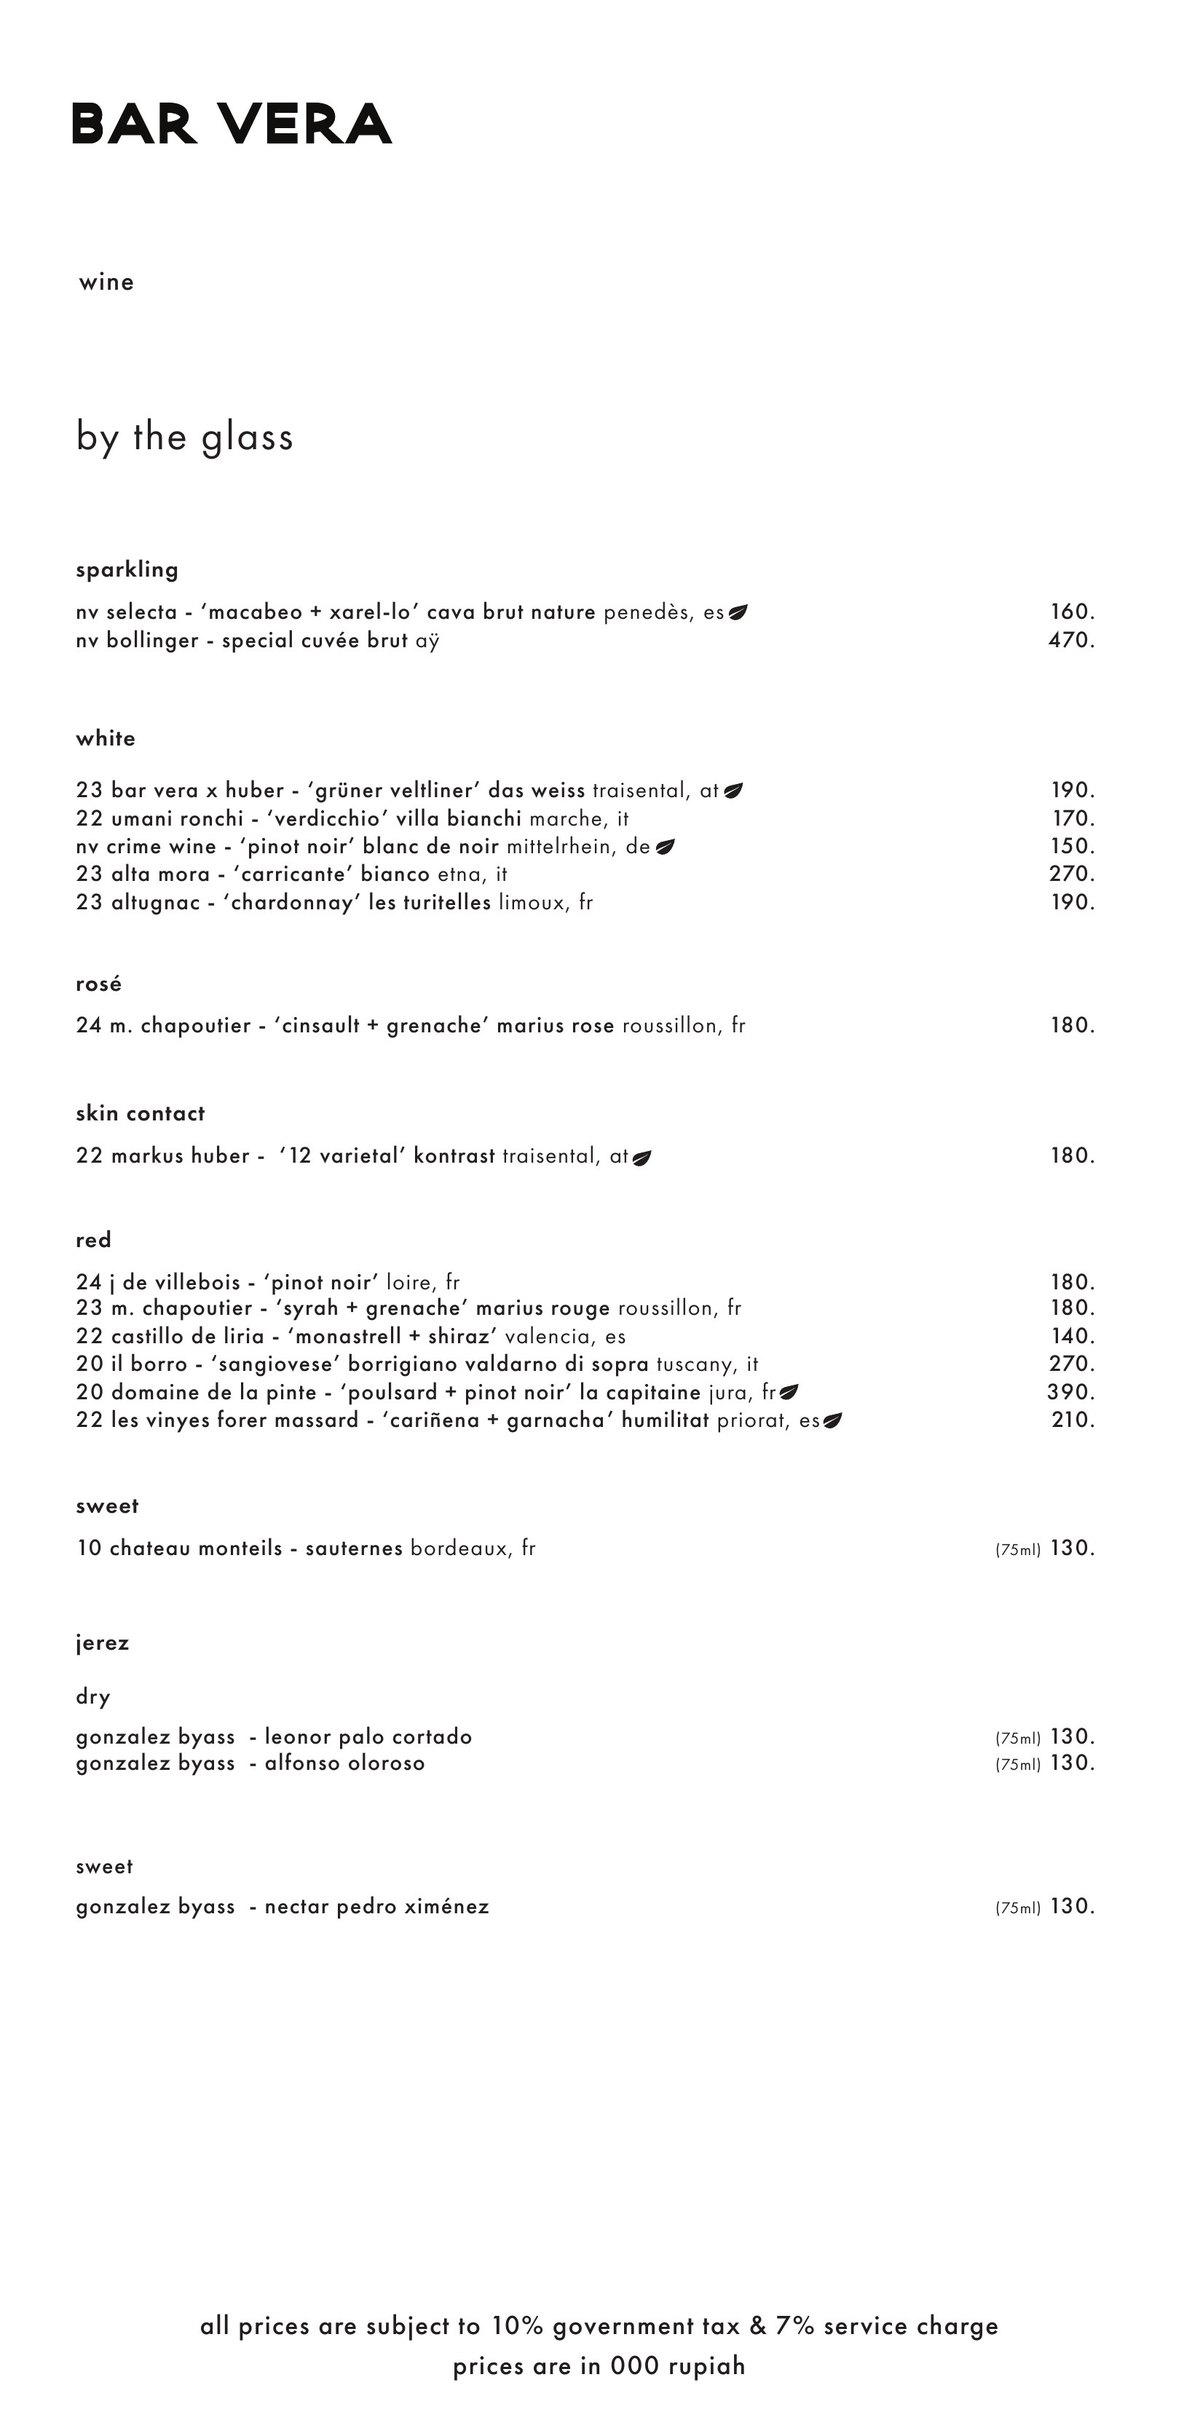 BAR VERA
wine
by the glass
sparkling
nv selecta - ‘macabeo + xarel-lo’ cava brut nature penedès, es 160.
nv bollinger - special cuvée brut aÿ 470.
white
23 bar vera x huber - ‘grüner veltliner’ das weiss traisental, at 190.
22 umani ronchi - ‘verdicchio’ villa bianchi marche, it 170.
nv crime wine - ‘pinot noir’ blanc de noir mittelrhein, de 150.
23 alta mora - ‘carricante’ bianco etna, it 270.
23 altugnac - ‘chardonnay’ les turitelles limoux, fr 190.
rosé
24 m. chapoutier - ‘cinsault + grenache’ marius rose roussillon, fr 180.
skin contact
22 markus huber - ‘12 varietal’ kontrast traisental, at 180.
red
24 j de villebois - ‘pinot noir’ loire, fr 180.
23 m. chapoutier - ‘syrah + grenache’ marius rouge roussillon, fr 180.
22 castillo de liria - ‘monastrell + shiraz’ valencia, es 140.
20 il borro - ‘sangiovese’ borrigiano valdarno di sopra tuscany, it 270.
20 domaine de la pinte - ‘poulsard + pinot noir’ la capitaine jura, fr 390.
22 les vinyes forer massard - ‘cariñena + garnacha’ humilitat priorat, es 210.
sweet
10 chateau monteils - sauternes bordeaux, fr (75ml) 130.
jerez
dry
gonzalez byass - leonor palo cortado (75ml) 130.
gonzalez byass - alfonso oloroso (75ml) 130.
sweet
gonzalez byass - nectar pedro ximénez (75ml) 130.
all prices are subject to 10% government tax & 7% service charge
prices are in 000 rupiah